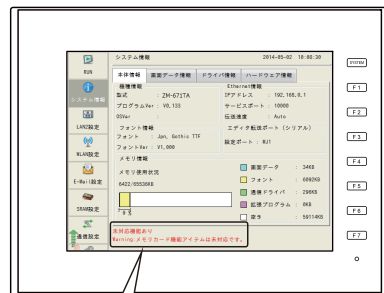 RUN
システム情報
LAN2設定
WLAN設定
E-Mail設定
SRAM設定
通信設定
システム情報 2014-05-02 10:00:30
本体情報 画面データ情報 ドライバ情報 ハードウェア情報
機種情報
型式 : ZM-671TA
プログラムVer : V0.133
OSVer :
フォント情報
フォント : Jpn, Gothic TTF
フォントVer : V1.000
メモリ情報
メモリ使用状況
6422/65536KB
Ethernet情報
IPアドレス : 192.168.0.1
サービスポート : 10000
伝送速度 : Auto
エディタ転送ポート (シリアル)
設定ポート : MJ1
画面データ : 34KB
フォント : 6092KB
通信ドライバ : 296KB
拡張プログラム : 0KB
空き : 59114KB
未対応機能あり
Warning:メモリカード機能アイテムは未対応です。
SYSTEM
F1
F2
F3
F4
F5
F6
F7